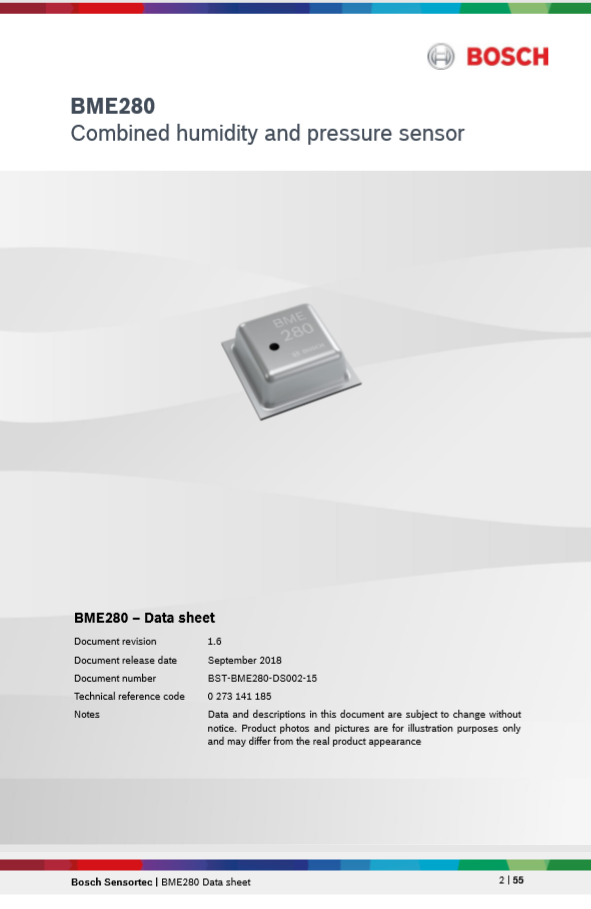 BOSCH
BME280
Combined humidity and pressure sensor
BME
280
BOSCH
BME280 – Data sheet
Document revision 1.6
Document release date September 2018
Document number BST-BME280-DS002-15
Technical reference code 0 273 141 185
Notes Data and descriptions in this document are subject to change without
notice. Product photos and pictures are for illustration purposes only
and may differ from the real product appearance
Bosch Sensortec | BME280 Data sheet 2 | 55